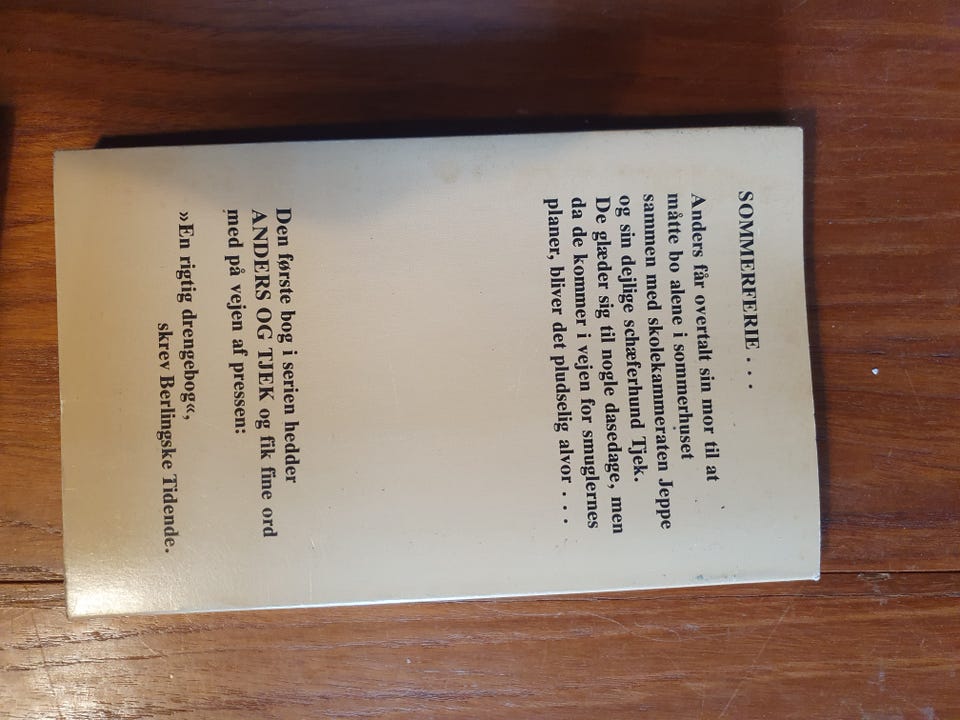 SOMMERFERIE . . .
Anders får overtalt sin mor til at
måtte bo alene i sommerhuset
sammen med skolekammeraten Jeppe
og sin dejlige schæferhund Tjek.
De glæder sig til nogle dasedage, men
da de kommer i vejen for smuglernes
planer, bliver det pludselig alvor . . .
Den første bog i serien hedder
ANDERS OG TJEK og fik fine ord
med på vejen af pressen:
»En rigtig drengebog«,
skrev Berlingske Tidende.